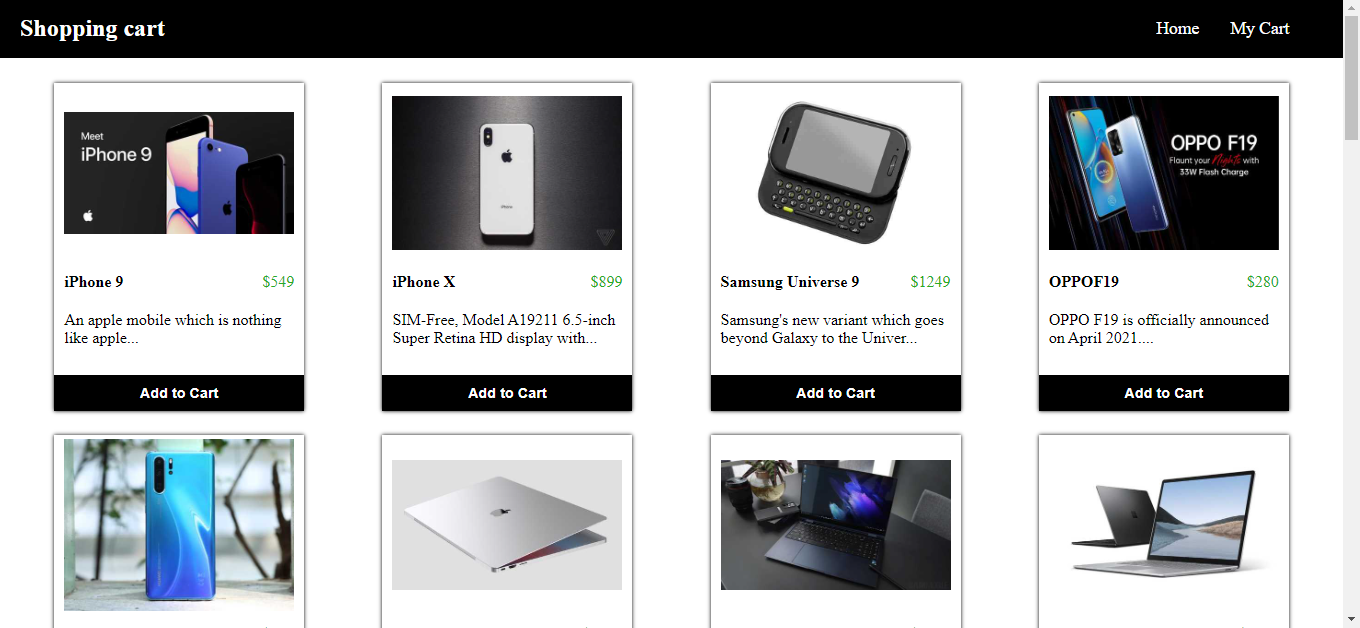 Shopping cart
Home
My Cart
Meet
iPhone 9
OPPO F19
Flaunt your Nights with
33W Flash Charge
iPhone 9 $549
An apple mobile which is nothing
like apple...
Add to Cart
iPhone X $899
SIM-Free, Model A19211 6.5-inch
Super Retina HD display with...
Add to Cart
Samsung Universe 9 $1249
Samsung's new variant which goes
beyond Galaxy to the Univer...
Add to Cart
OPPOF19 $280
OPPO F19 is officially announced
on April 2021....
Add to Cart